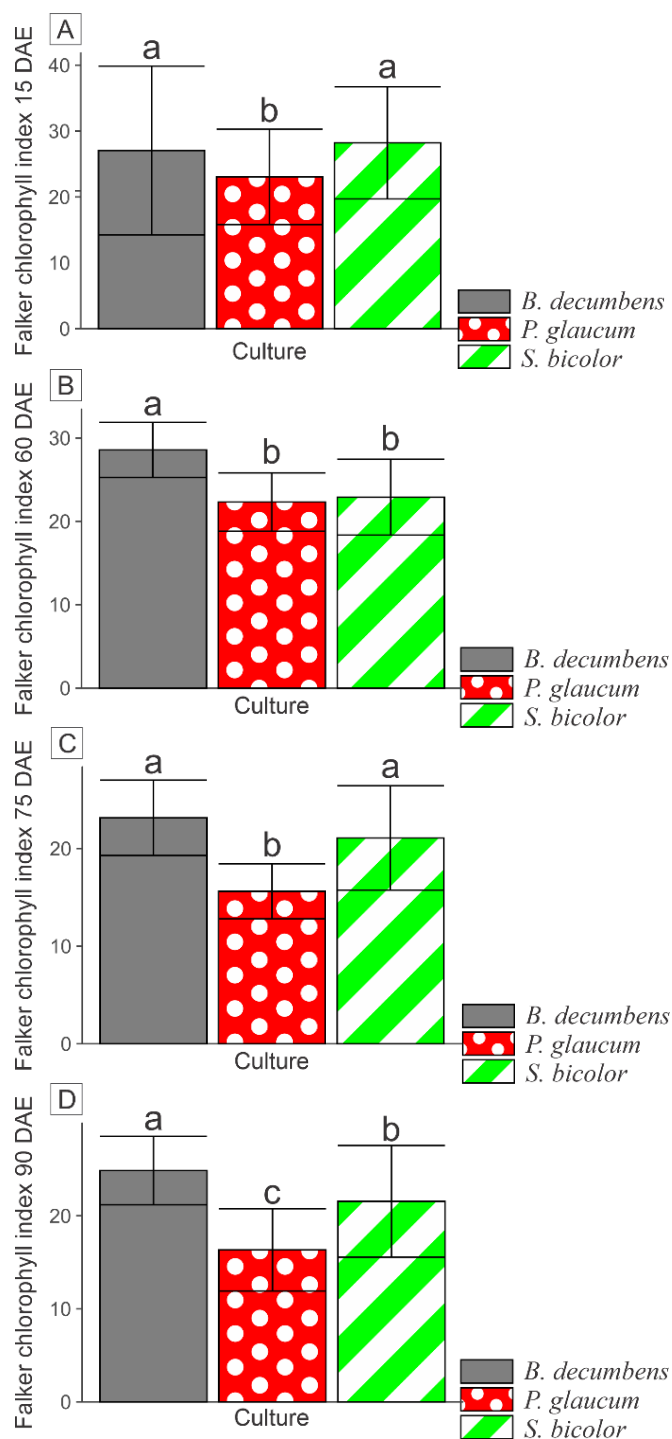 A
Falker chlorophyll index 15 DAE
40
30
20
10
0
a
b
a
Culture
B. decumbens
P. glaucum
S. bicolor
B
Falker chlorophyll index 60 DAE
30
20
10
0
a
b
b
Culture
B. decumbens
P. glaucum
S. bicolor
C
Falker chlorophyll index 75 DAE
20
10
0
a
b
a
Culture
B. decumbens
P. glaucum
S. bicolor
D
Falker chlorophyll index 90 DAE
20
10
0
a
c
b
Culture
B. decumbens
P. glaucum
S. bicolor